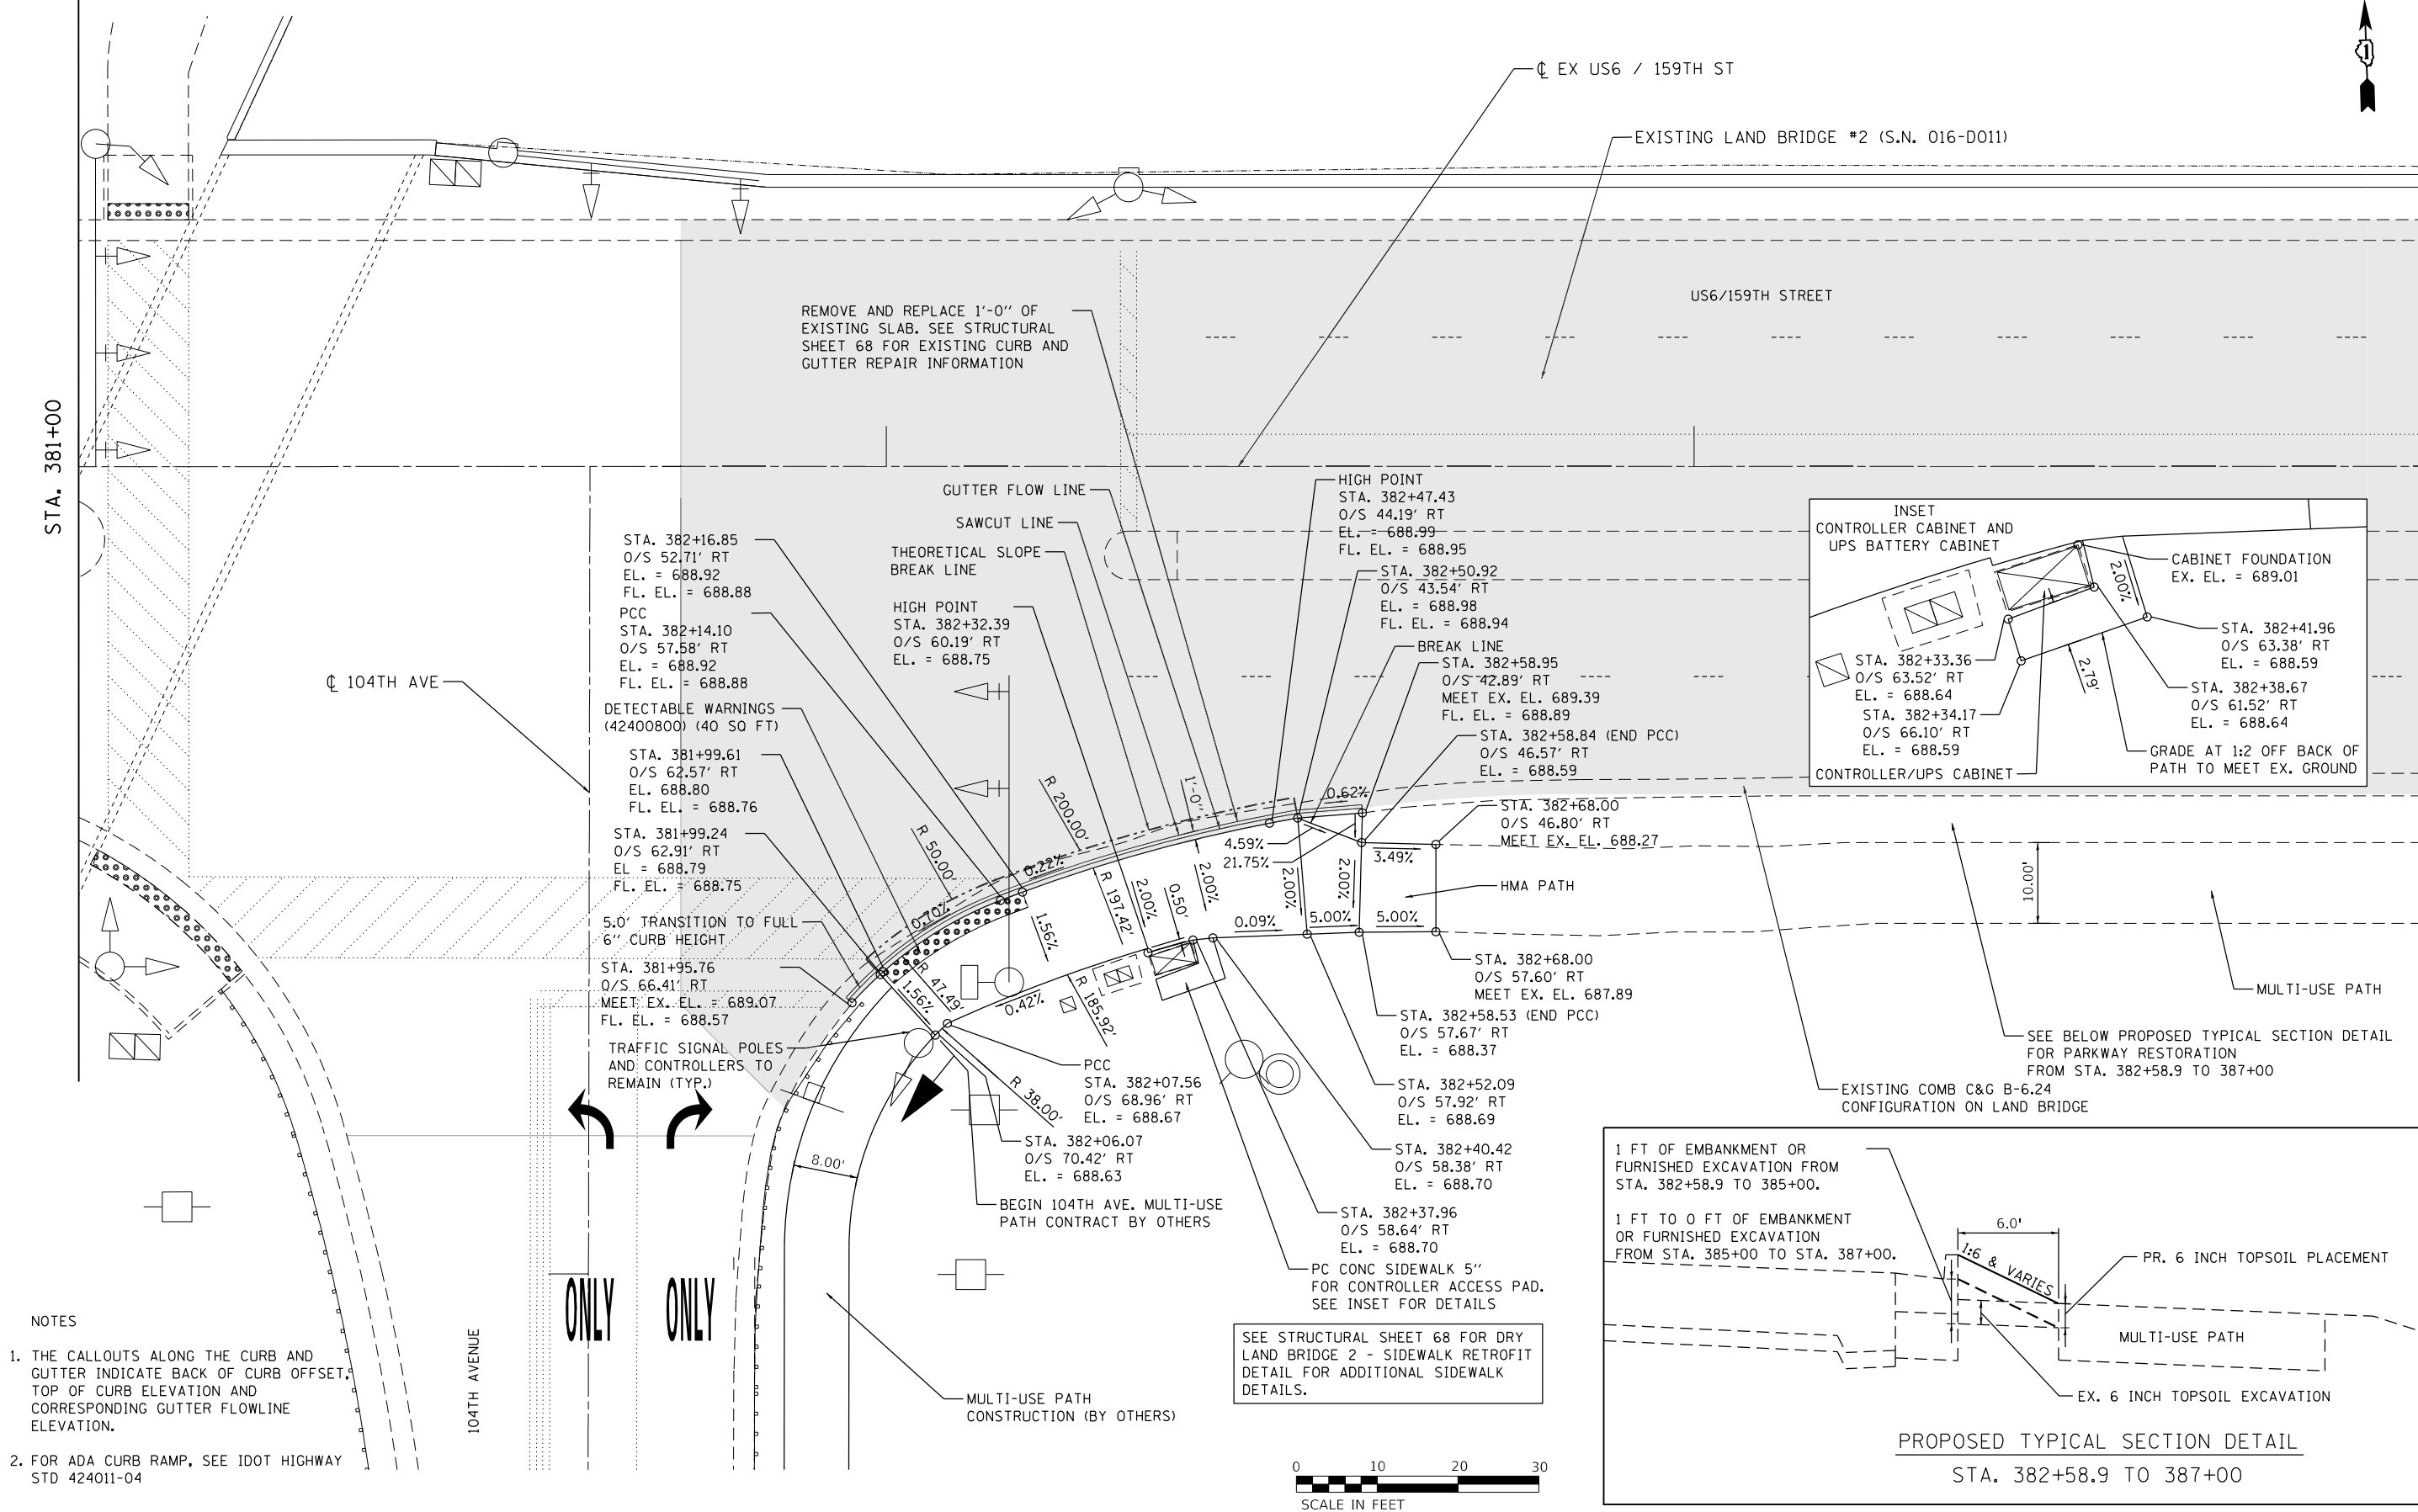 1
℄ EX US6 / 159TH ST
EXISTING LAND BRIDGE #2 (S.N. 016-D011)
US6/159TH STREET
STA. 381+00
REMOVE AND REPLACE 1'-0" OF
EXISTING SLAB. SEE STRUCTURAL
SHEET 68 FOR EXISTING CURB AND
GUTTER REPAIR INFORMATION
GUTTER FLOW LINE
SAWCUT LINE
THEORETICAL SLOPE
BREAK LINE
HIGH POINT
STA. 382+32.39
O/S 60.19' RT
EL. = 688.75
HIGH POINT
STA. 382+47.43
O/S 44.19' RT
EL. = 688.99
FL. EL. = 688.95
STA. 382+50.92
O/S 43.54' RT
EL. = 688.98
FL. EL. = 688.94
BREAK LINE
STA. 382+58.95
O/S 42.89' RT
MEET EX. EL. 689.39
FL. EL. = 688.89
STA. 382+58.84 (END PCC)
O/S 46.57' RT
EL. = 688.59
STA. 382+68.00
O/S 46.80' RT
MEET EX. EL. 688.27
HMA PATH
STA. 382+16.85
O/S 52.71' RT
EL. = 688.92
FL. EL. = 688.88
PCC
STA. 382+14.10
O/S 57.58' RT
EL. = 688.92
FL. EL. = 688.88
DETECTABLE WARNINGS
(42400800) (40 SQ FT)
STA. 381+99.61
O/S 62.57' RT
EL. 688.80
FL. EL. = 688.76
STA. 381+99.24
O/S 62.91' RT
EL = 688.79
FL. EL. = 688.75
5.0' TRANSITION TO FULL
6" CURB HEIGHT
STA. 381+95.76
O/S 66.41' RT
MEET EX. EL. = 689.07
FL. EL. = 688.57
TRAFFIC SIGNAL POLES
AND CONTROLLERS TO
REMAIN (TYP.)
℄ 104TH AVE
R 50.00'
R 200.00'
1'-0"
0.62%
0.22%
0.70%
4.59%
21.75%
3.49%
2.00%
2.00%
2.00%
2.00%
0.50'
R 197.42'
1.56%
R 47.49'
1.56%
0.42%
R 185.92'
0.09%
5.00%
5.00%
10.00'
R 38.00'
8.00'
INSET
CONTROLLER CABINET AND
UPS BATTERY CABINET
CABINET FOUNDATION
EX. EL. = 689.01
2.00%
STA. 382+41.96
O/S 63.38' RT
EL. = 688.59
STA. 382+33.36
O/S 63.52' RT
EL. = 688.64
2.79'
STA. 382+38.67
O/S 61.52' RT
EL. = 688.64
STA. 382+34.17
O/S 66.10' RT
EL. = 688.59
GRADE AT 1:2 OFF BACK OF
PATH TO MEET EX. GROUND
CONTROLLER/UPS CABINET
STA. 382+68.00
O/S 57.60' RT
MEET EX. EL. 687.89
STA. 382+58.53 (END PCC)
O/S 57.67' RT
EL. = 688.37
STA. 382+52.09
O/S 57.92' RT
EL. = 688.69
STA. 382+40.42
O/S 58.38' RT
EL. = 688.70
STA. 382+37.96
O/S 58.64' RT
EL. = 688.70
PC CONC SIDEWALK 5"
FOR CONTROLLER ACCESS PAD.
SEE INSET FOR DETAILS
PCC
STA. 382+07.56
O/S 68.96' RT
EL. = 688.67
STA. 382+06.07
O/S 70.42' RT
EL. = 688.63
BEGIN 104TH AVE. MULTI-USE
PATH CONTRACT BY OTHERS
MULTI-USE PATH
SEE BELOW PROPOSED TYPICAL SECTION DETAIL
FOR PARKWAY RESTORATION
FROM STA. 382+58.9 TO 387+00
EXISTING COMB C&G B-6.24
CONFIGURATION ON LAND BRIDGE
ONLY
ONLY
104TH AVENUE
MULTI-USE PATH
CONSTRUCTION (BY OTHERS)
SEE STRUCTURAL SHEET 68 FOR DRY
LAND BRIDGE 2 - SIDEWALK RETROFIT
DETAIL FOR ADDITIONAL SIDEWALK
DETAILS.
0 10 20 30
SCALE IN FEET
NOTES
1. THE CALLOUTS ALONG THE CURB AND
GUTTER INDICATE BACK OF CURB OFFSET,
TOP OF CURB ELEVATION AND
CORRESPONDING GUTTER FLOWLINE
ELEVATION.
2. FOR ADA CURB RAMP, SEE IDOT HIGHWAY
STD 424011-04
1 FT OF EMBANKMENT OR
FURNISHED EXCAVATION FROM
STA. 382+58.9 TO 385+00.
1 FT TO 0 FT OF EMBANKMENT
OR FURNISHED EXCAVATION
FROM STA. 385+00 TO STA. 387+00.
6.0'
1:6 & VARIES
PR. 6 INCH TOPSOIL PLACEMENT
MULTI-USE PATH
EX. 6 INCH TOPSOIL EXCAVATION
PROPOSED TYPICAL SECTION DETAIL
STA. 382+58.9 TO 387+00